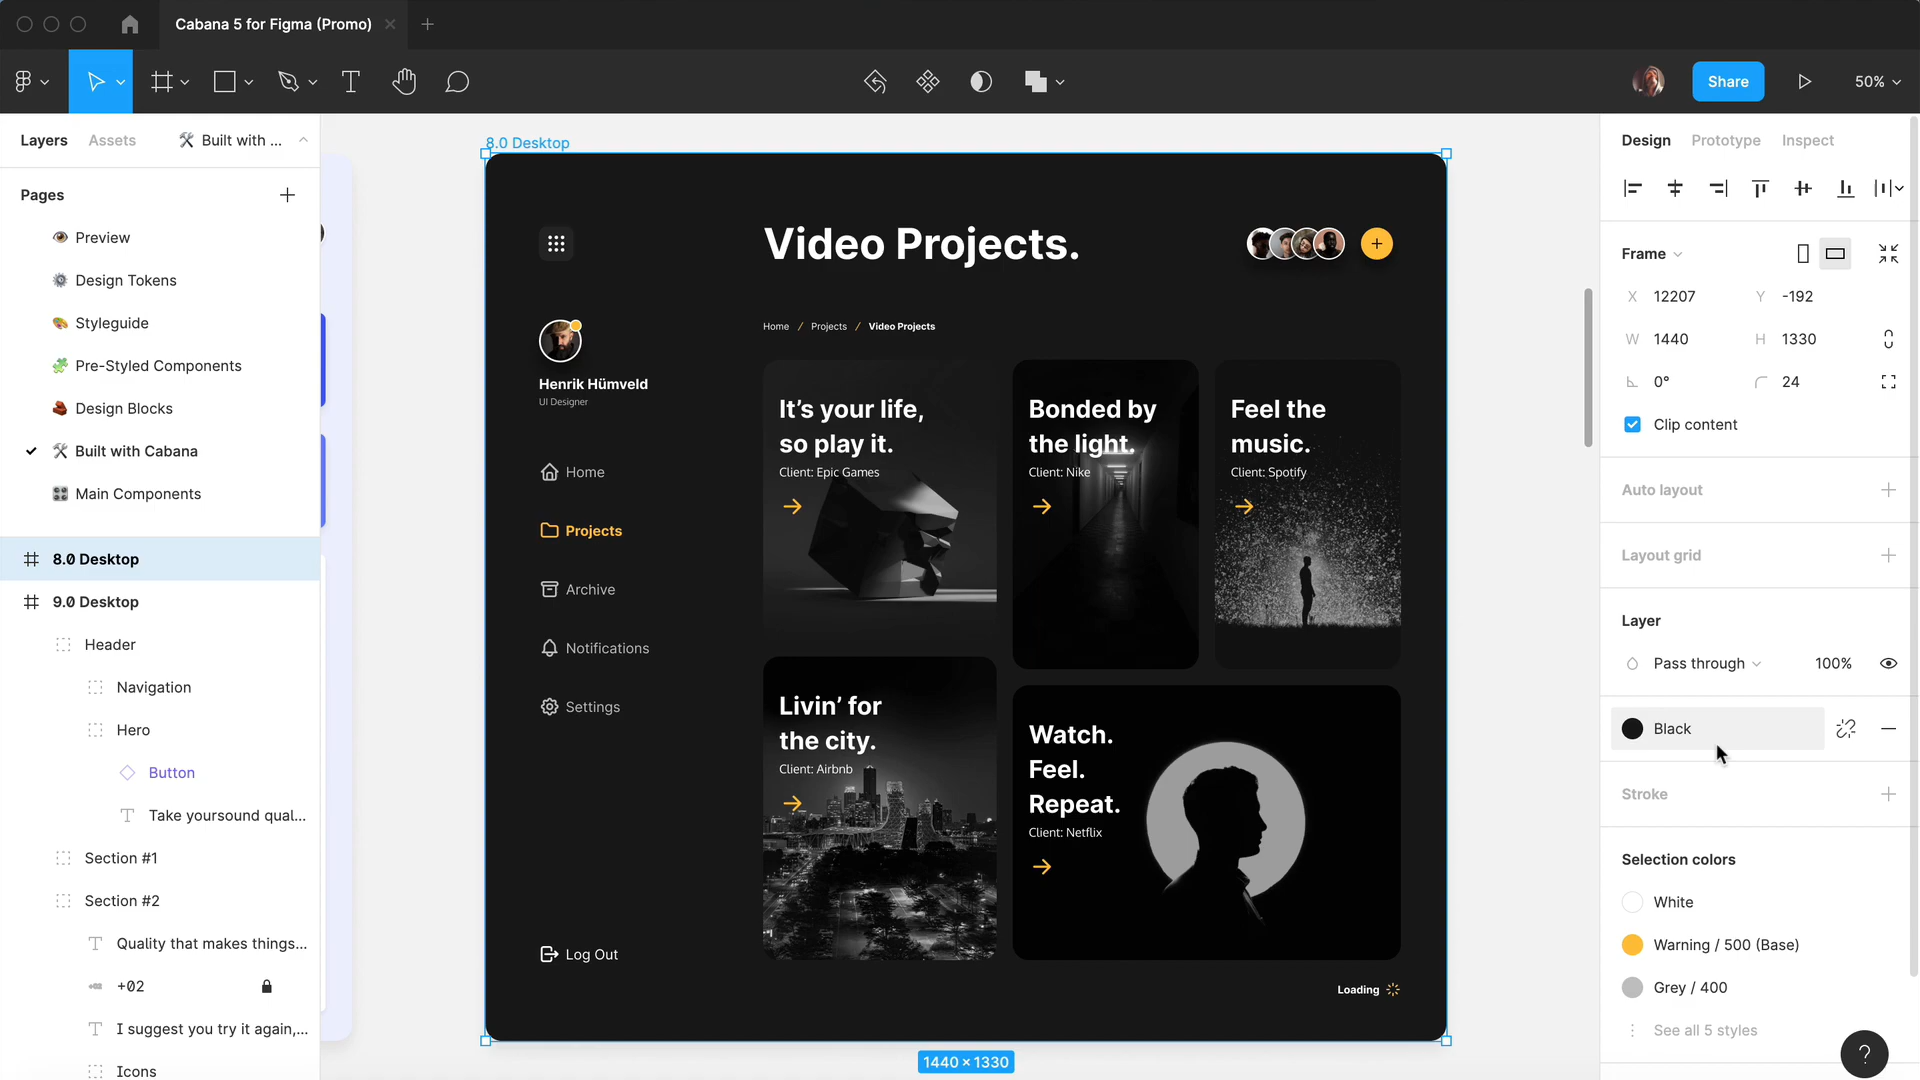 Cabana 5 for Figma (Promo)
Share
50%
Layers
Assets
Built with ...
Pages
Preview
Design Tokens
Styleguide
Pre-Styled Components
Design Blocks
Built with Cabana
Main Components
8.0 Desktop
9.0 Desktop
Header
Navigation
Hero
Button
Take yoursound qual...
Section #1
Section #2
Quality that makes things...
+02
I suggest you try it again,...
Icons
8.0 Desktop
Video Projects.
Home / Projects / Video Projects
Henrik Hümveld
UI Designer
Home
Projects
Archive
Notifications
Settings
Log Out
It’s your life,
so play it.
Client: Epic Games
Bonded by
the light.
Client: Nike
Feel the
music.
Client: Spotify
Livin’ for
the city.
Client: Airbnb
Watch.
Feel.
Repeat.
Client: Netflix
Loading
1440 × 1330
Design
Prototype
Inspect
Frame
X 12207
Y -192
W 1440
H 1330
0°
24
Clip content
Auto layout
Layout grid
Layer
Pass through
100%
Black
Stroke
Selection colors
White
Warning / 500 (Base)
Grey / 400
See all 5 styles
?